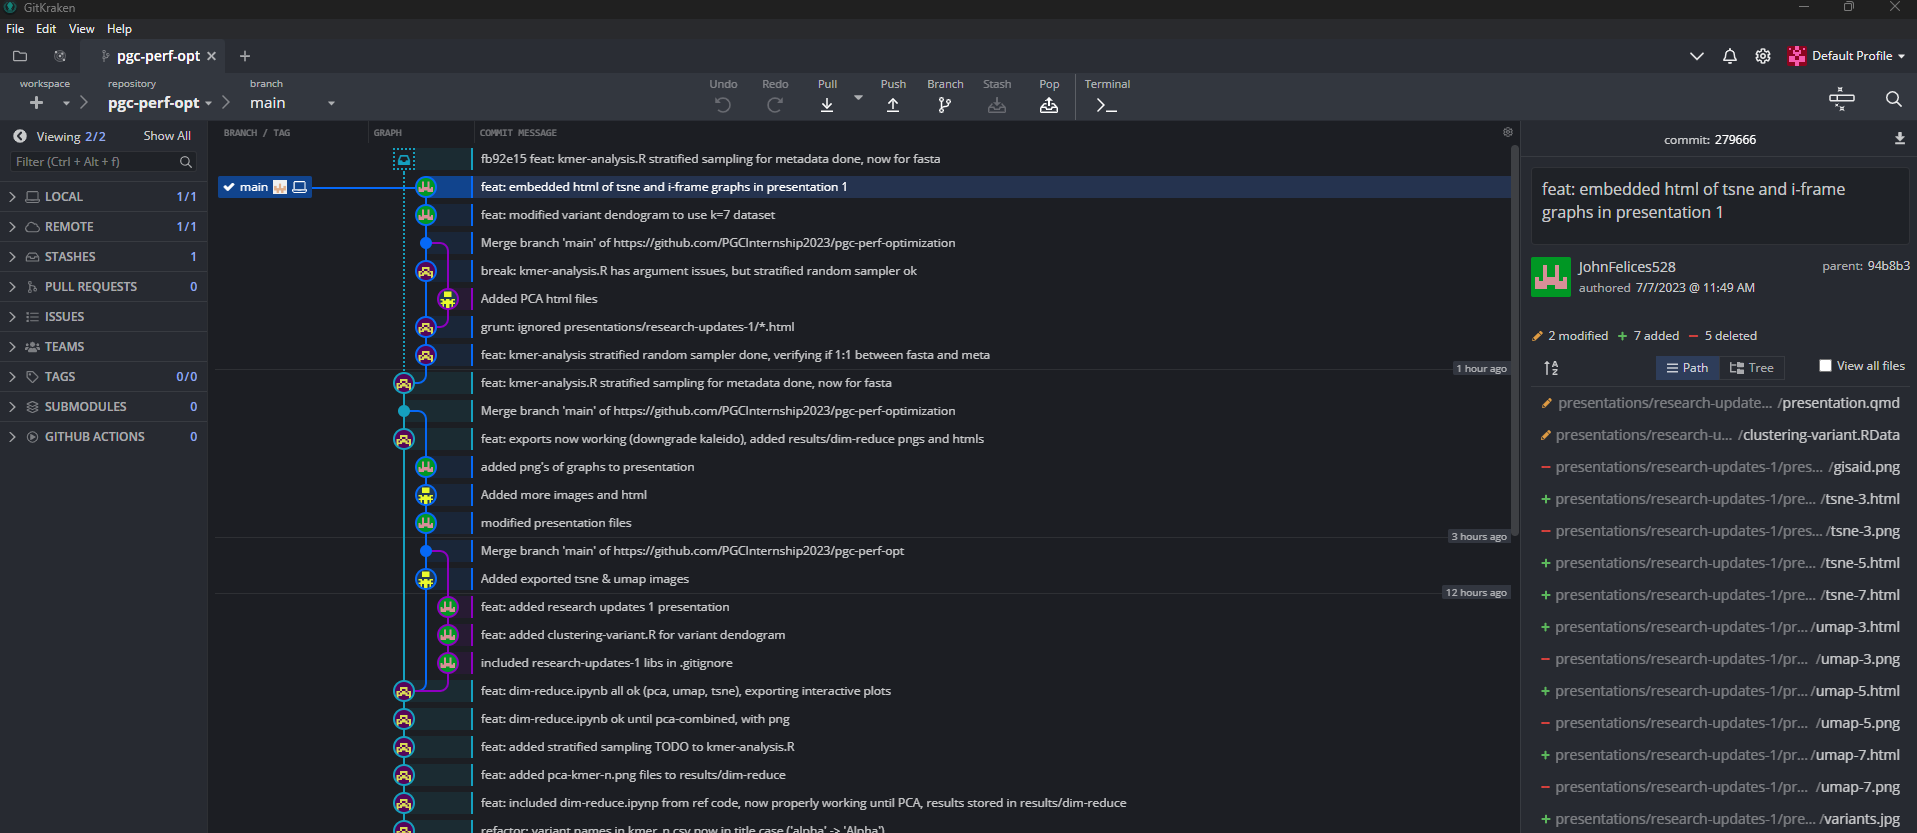 GitKraken
File Edit View Help
pgc-perf-opt
Default Profile
workspace
repository
pgc-perf-opt
branch
main
Undo
Redo
Pull
Push
Branch
Stash
Pop
Terminal
Viewing 2/2 Show All
Filter (Ctrl + Alt + f)
LOCAL 1/1
REMOTE 1/1
STASHES 1
PULL REQUESTS 0
ISSUES
TEAMS
TAGS 0/0
SUBMODULES 0
GITHUB ACTIONS 0
BRANCH / TAG GRAPH COMMIT MESSAGE
fb92e15 feat: kmer-analysis.R stratified sampling for metadata done, now for fasta
main feat: embedded html of tsne and i-frame graphs in presentation 1
feat: modified variant dendogram to use k=7 dataset
Merge branch 'main' of https://github.com/PGCInternship2023/pgc-perf-optimization
break: kmer-analysis.R has argument issues, but stratified random sampler ok
Added PCA html files
grunt: ignored presentations/research-updates-1/*.html
feat: kmer-analysis stratified random sampler done, verifying if 1:1 between fasta and meta
1 hour ago
feat: kmer-analysis.R stratified sampling for metadata done, now for fasta
Merge branch 'main' of https://github.com/PGCInternship2023/pgc-perf-optimization
feat: exports now working (downgrade kaleido), added results/dim-reduce pngs and htmls
added png's of graphs to presentation
Added more images and html
modified presentation files
3 hours ago
Merge branch 'main' of https://github.com/PGCInternship2023/pgc-perf-opt
Added exported tsne & umap images
12 hours ago
feat: added research updates 1 presentation
feat: added clustering-variant.R for variant dendogram
included research-updates-1 libs in .gitignore
feat: dim-reduce.ipynb all ok (pca, umap, tsne), exporting interactive plots
feat: dim-reduce.ipynb ok until pca-combined, with png
feat: added stratified sampling TODO to kmer-analysis.R
feat: added pca-kmer-n.png files to results/dim-reduce
feat: included dim-reduce.ipynp from ref code, now properly working until PCA, results stored in results/dim-reduce
refactor: variant names in kmer_n.csv now in title case ('alpha' -> 'Alpha')
commit: 279666
feat: embedded html of tsne and i-frame
graphs in presentation 1
JohnFelices528 parent: 94b8b3
authored 7/7/2023 @ 11:49 AM
2 modified + 7 added − 5 deleted
Path Tree View all files
presentations/research-update... /presentation.qmd
presentations/research-u... /clustering-variant.RData
− presentations/research-updates-1/pres... /gisaid.png
+ presentations/research-updates-1/pre... /tsne-3.html
− presentations/research-updates-1/pres... /tsne-3.png
+ presentations/research-updates-1/pre... /tsne-5.html
+ presentations/research-updates-1/pre... /tsne-7.html
+ presentations/research-updates-1/pr... /umap-3.html
− presentations/research-updates-1/pr... /umap-3.png
+ presentations/research-updates-1/pr... /umap-5.html
− presentations/research-updates-1/pr... /umap-5.png
+ presentations/research-updates-1/pr... /umap-7.html
− presentations/research-updates-1/pr... /umap-7.png
+ presentations/research-updates-1/pre... /variants.jpg